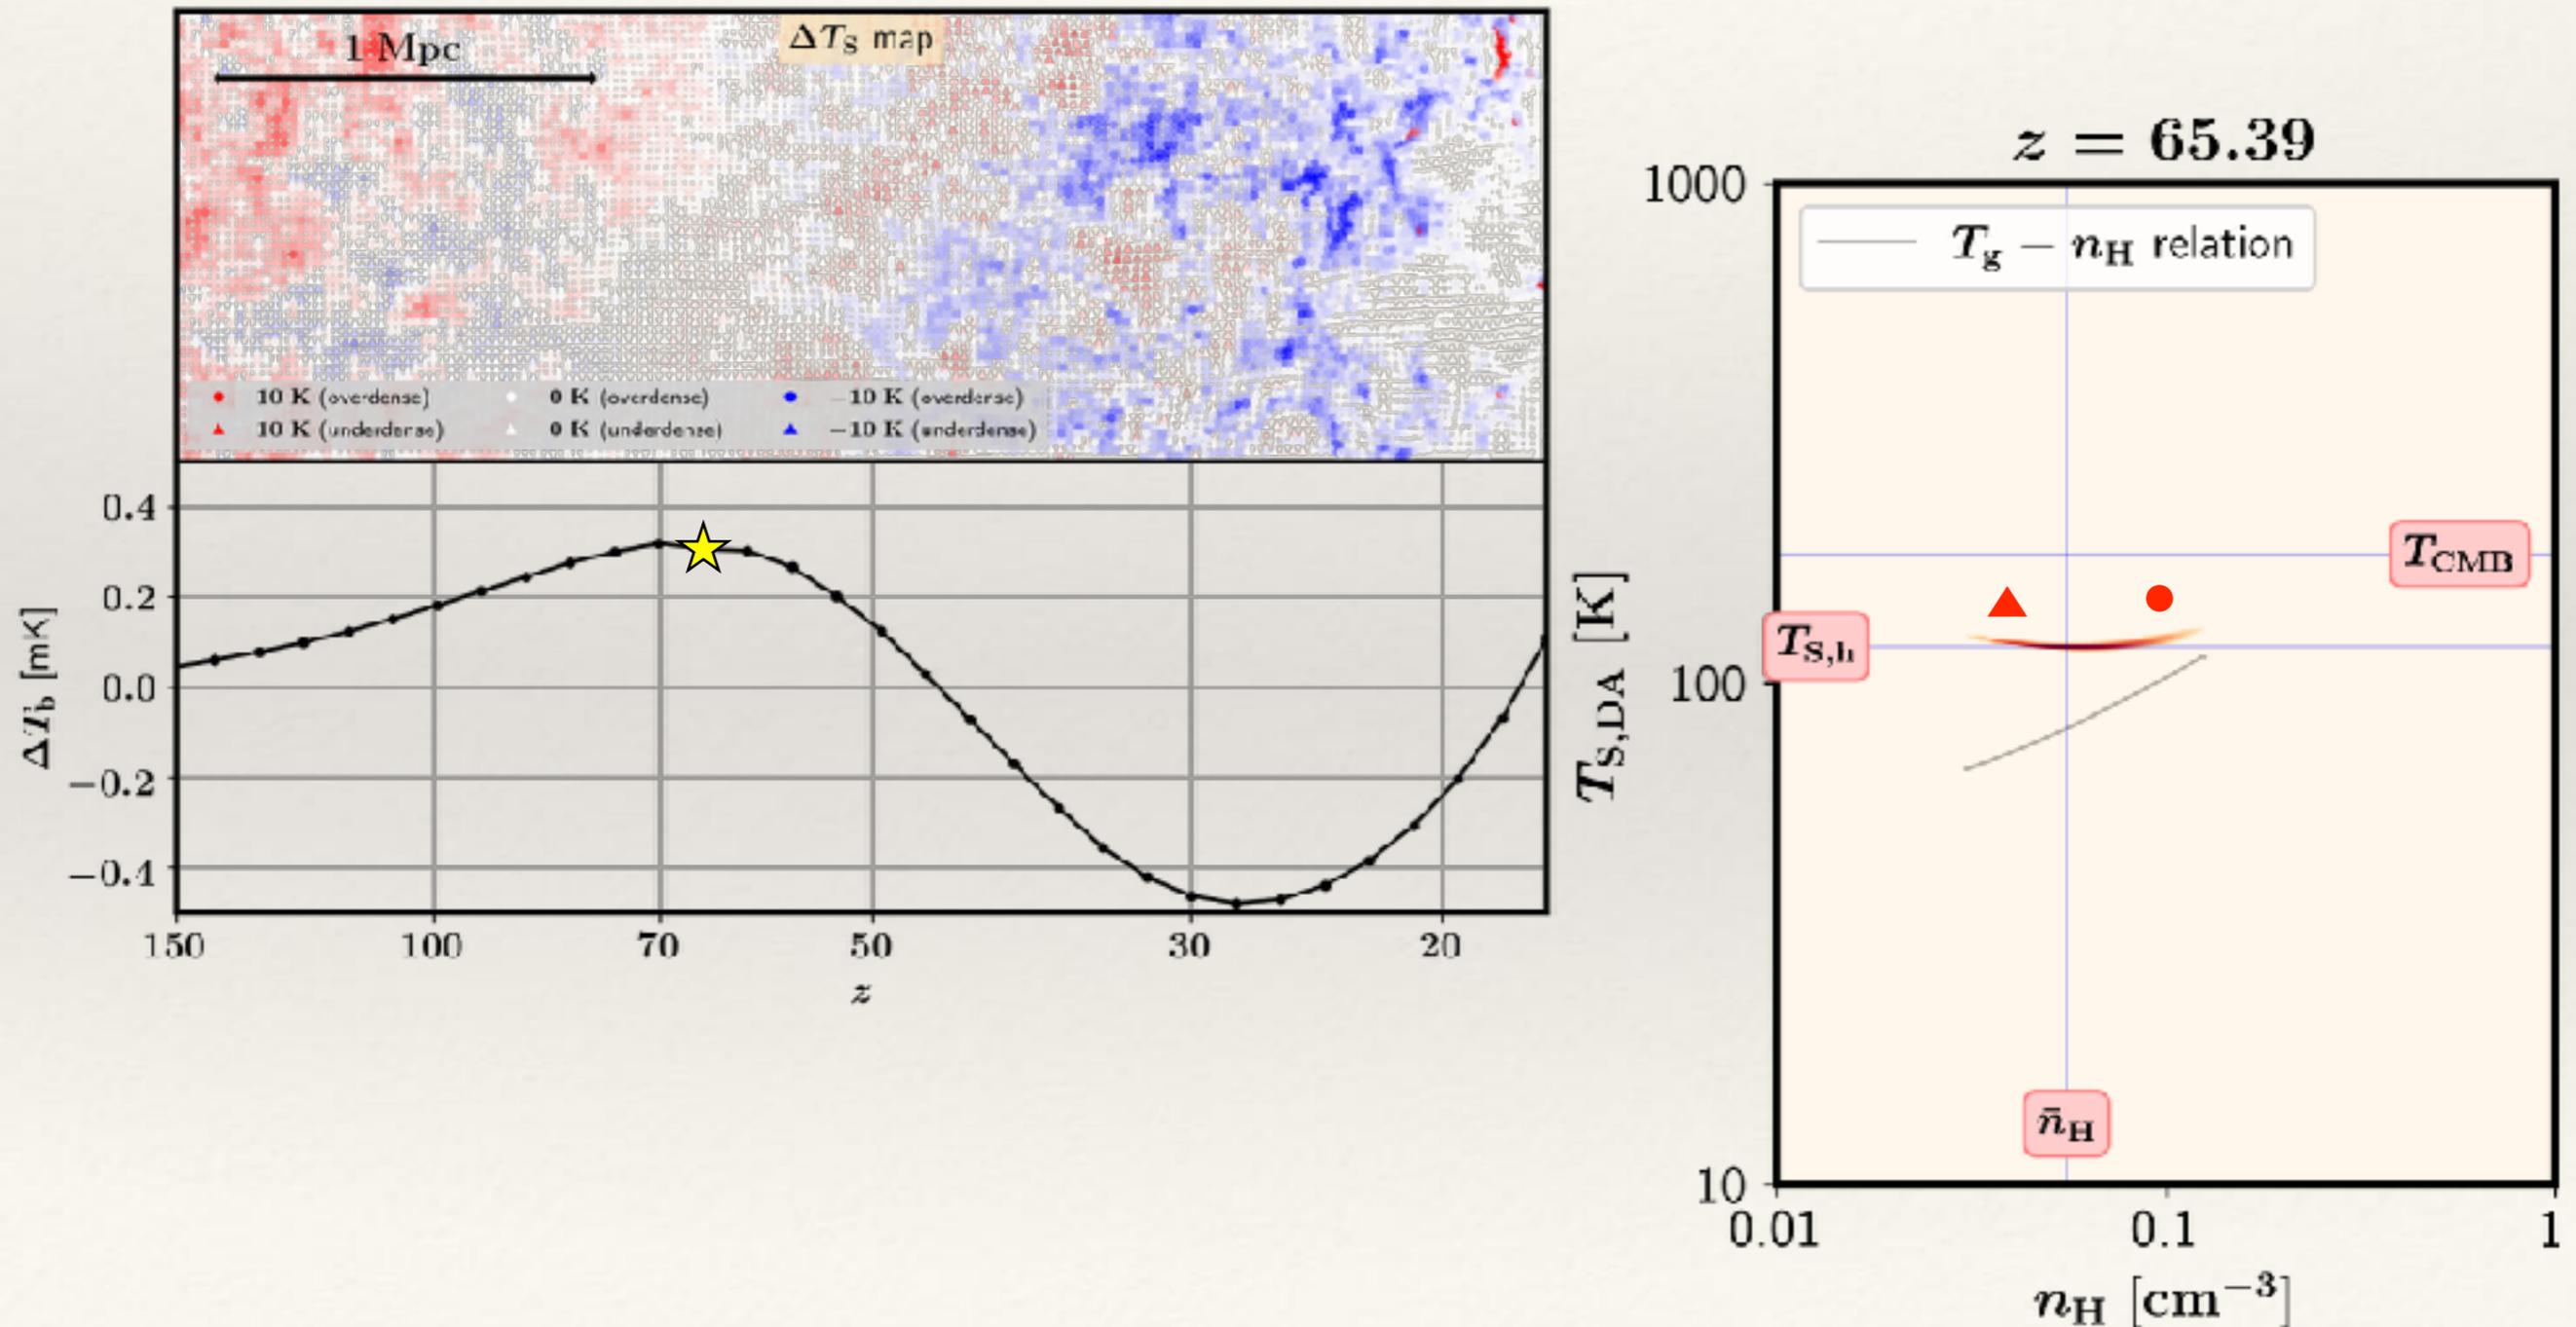 1 Mpc
ΔT_S map
10 K (overdense) 0 K (overdense) −10 K (overdense)
10 K (underdense) 0 K (underdense) −10 K (underdense)
0.4
0.2
0.0
−0.2
−0.4
ΔT_b [mK]
150 100 70 50 30 20
z
z = 65.39
T_g − n_H relation
1000
100
10
T_S,DA [K]
T_CMB
T_S,h
n̄_H
0.01 0.1 1
n_H [cm⁻³]